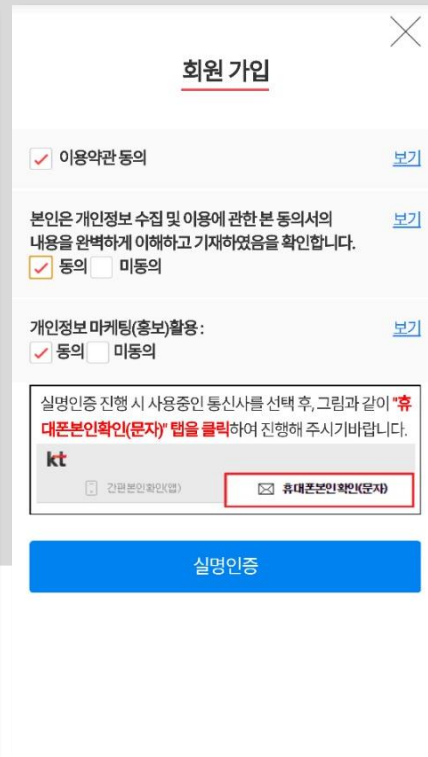 회원 가입
이용약관 동의 보기
본인은 개인정보 수집 및 이용에 관한 본 동의서의 보기
내용을 완벽하게 이해하고 기재하였음을 확인합니다.
동의 미동의
개인정보 마케팅(홍보)활용 : 보기
동의 미동의
실명인증 진행 시 사용중인 통신사를 선택 후, 그림과 같이 "휴
대폰본인확인(문자)" 탭을 클릭하여 진행해 주시기바랍니다.
kt
간편본인확인(앱) 휴대폰본인확인(문자)
실명인증